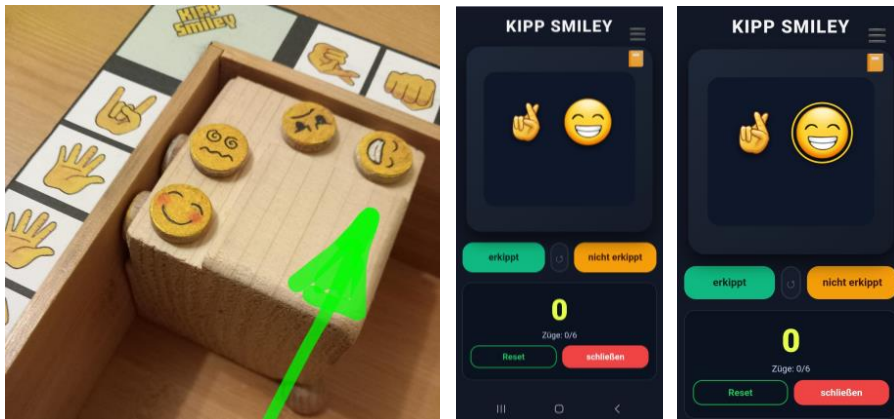 KIPP
Smiley
KIPP SMILEY
erkippt
nicht erkippt
0
Züge: 0/6
Reset
schließen
KIPP SMILEY
erkippt
nicht erkippt
0
Züge: 0/6
Reset
schließen